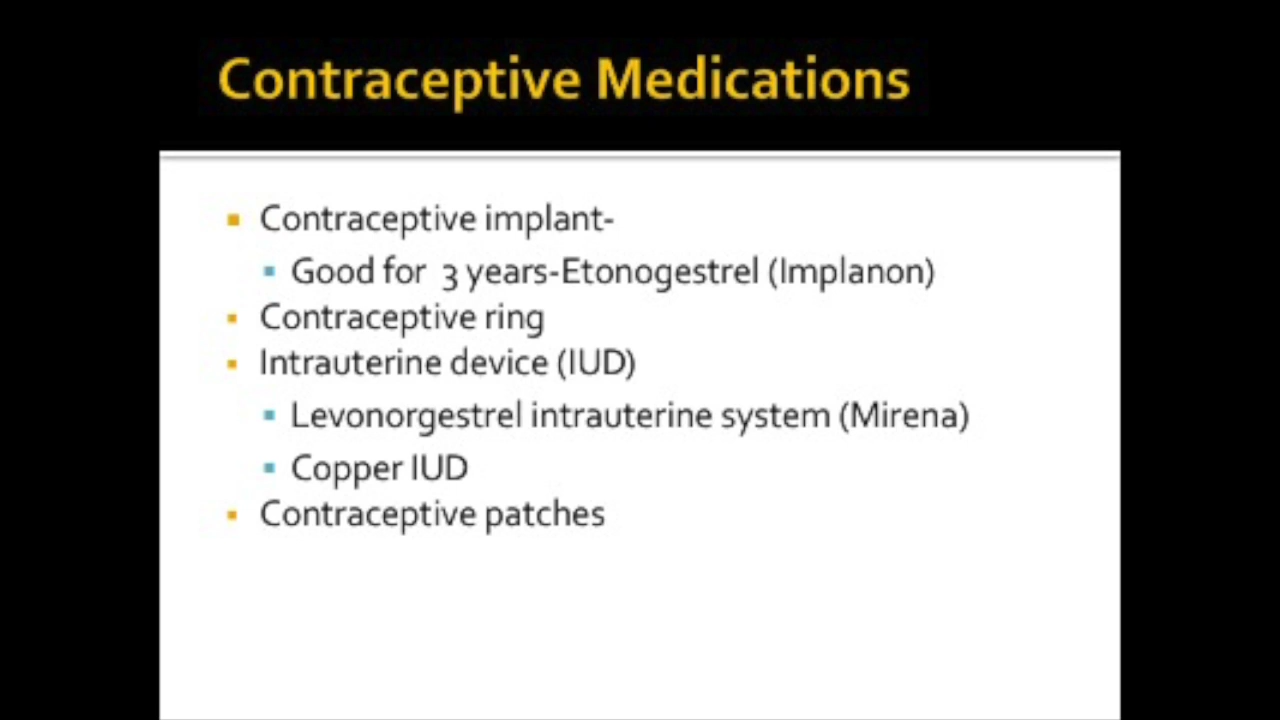 Contraceptive Medications
Contraceptive implant-
Good for 3 years-Etonogestrel (Implanon)
Contraceptive ring
Intrauterine device (IUD)
Levonorgestrel intrauterine system (Mirena)
Copper IUD
Contraceptive patches